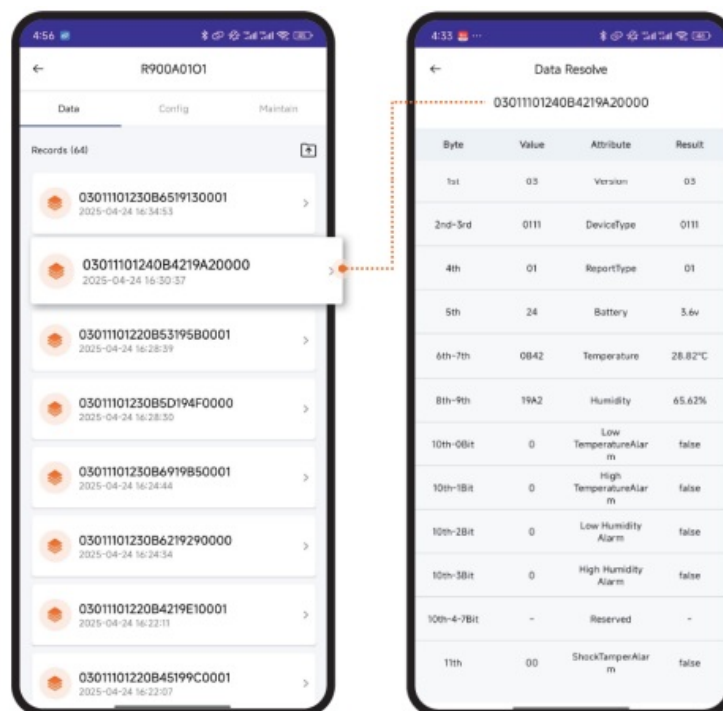 4:56
R900A01O1
Data Config Maintain
Records (64)
03011101230B6519130001
2025-04-24 16:34:53
03011101240B4219A20000
2025-04-24 16:30:37
03011101220B53195B0001
2025-04-24 16:28:39
03011101230B5D194F0000
2025-04-24 16:28:30
03011101230B6919B50001
2025-04-24 16:24:44
03011101230B6219290000
2025-04-24 16:24:34
03011101220B4219E10001
2025-04-24 16:22:11
03011101220B45199C0001
2025-04-24 16:22:07
4:33 ...
Data Resolve
03011101240B4219A20000
Byte Value Attribute Result
1st 03 Version 03
2nd-3rd 0111 DeviceType 0111
4th 01 ReportType 01
5th 24 Battery 3.6v
6th-7th 0B42 Temperature 28.82°C
8th-9th 19A2 Humidity 65.62%
Low
10th-0Bit 0 TemperatureAlar false
m
High
10th-1Bit 0 TemperatureAlar false
m
10th-2Bit 0 Low Humidity false
Alarm
10th-3Bit 0 High Humidity false
Alarm
10th-4-7Bit - Reserved -
11th 00 ShockTamperAlar false
m